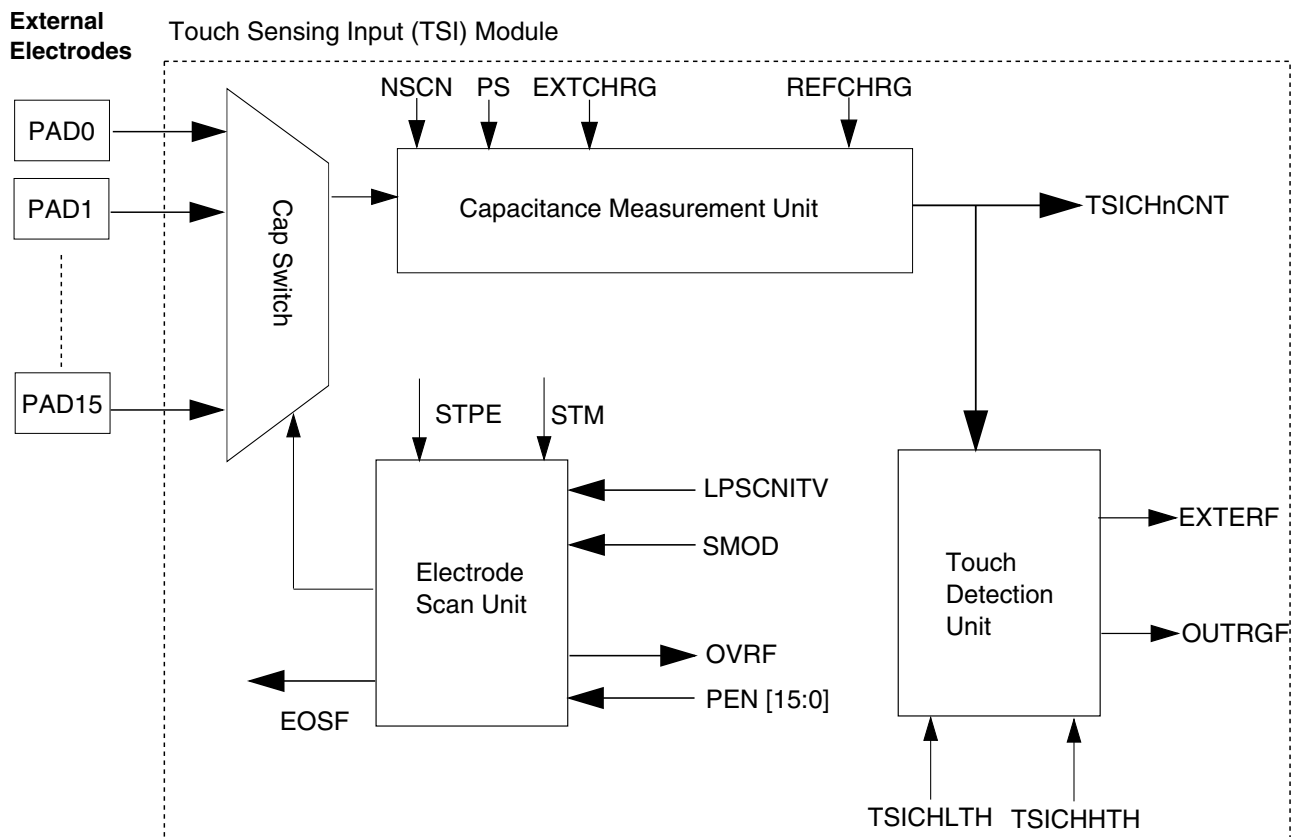 External
Electrodes
Touch Sensing Input (TSI) Module
NSCN PS EXTCHRG REFCHRG
PAD0
PAD1
PAD15
Cap Switch
Capacitance Measurement Unit
TSICHnCNT
STPE STM
LPSCNITV
SMOD
Electrode
Scan Unit
OVRF
PEN [15:0]
EOSF
Touch
Detection
Unit
EXTERF
OUTRGF
TSICHLTH TSICHHTH